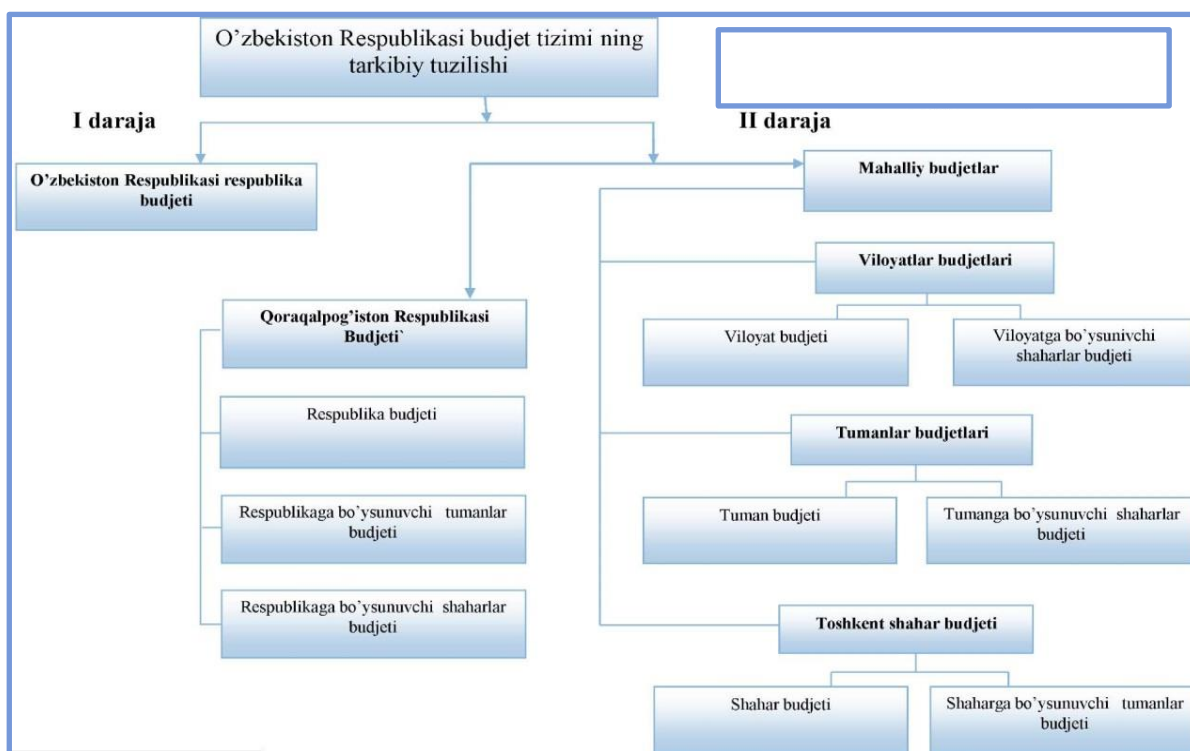 O’zbekiston Respublikasi budjet tizimi ning
tarkibiy tuzilishi
I daraja
II daraja
O’zbekiston Respublikasi respublika
budjeti
Mahalliy budjetlar
Qoraqalpog’iston Respublikasi
Budjeti`
Respublika budjeti
Respublikaga bo’ysunuvchi tumanlar
budjeti
Respublikaga bo’ysunuvchi shaharlar
budjeti
Viloyatlar budjetlari
Viloyat budjeti
Viloyatga bo’ysunivchi
shaharlar budjeti
Tumanlar budjetlari
Tuman budjeti
Tumanga bo’ysunuvchi shaharlar
budjeti
Toshkent shahar budjeti
Shahar budjeti
Shaharga bo’ysunuvchi tumanlar
budjeti